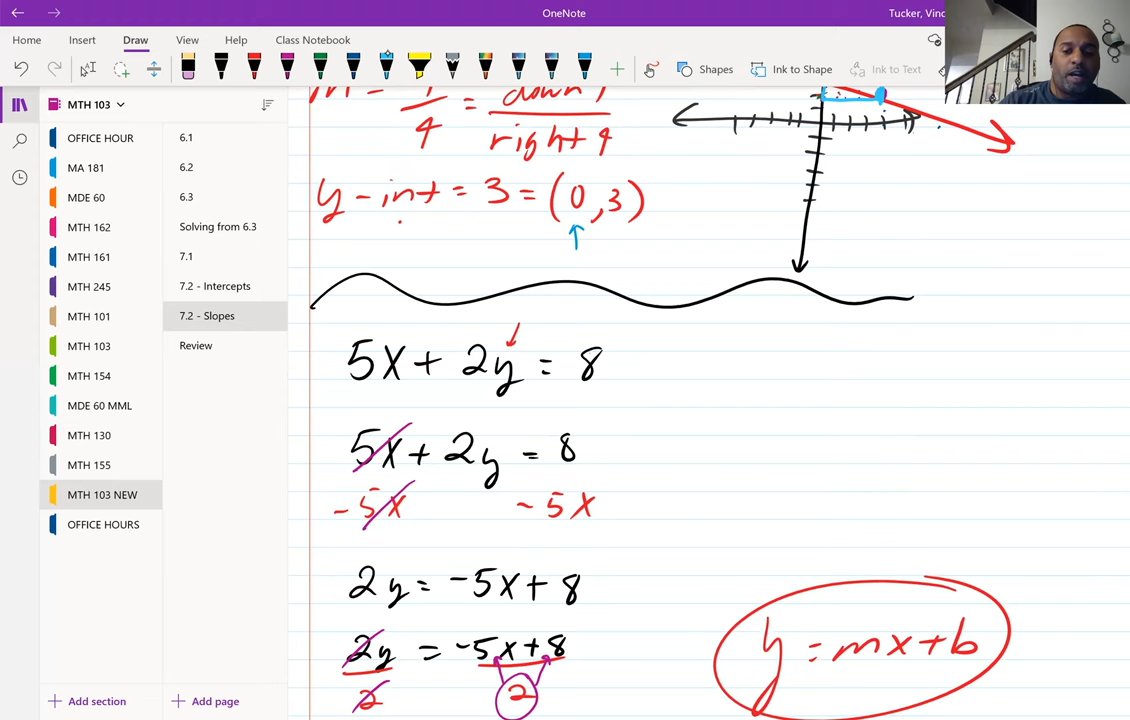 OneNote
Tucker, Vinc
Home Insert Draw View Help Class Notebook
Shapes Ink to Shape Ink to Text
MTH 103
OFFICE HOUR
MA 181
MDE 60
MTH 162
MTH 161
MTH 245
MTH 101
MTH 103
MTH 154
MDE 60 MML
MTH 130
MTH 155
MTH 103 NEW
OFFICE HOURS
Add section
6.1
6.2
6.3
Solving from 6.3
7.1
7.2 - Intercepts
7.2 - Slopes
Review
Add page
4 = right 4
y-int = 3 = (0,3)
5x + 2y = 8
5x + 2y = 8
-5x -5x
2y = -5x + 8
2y = -5x + 8
2 2
y = mx + b